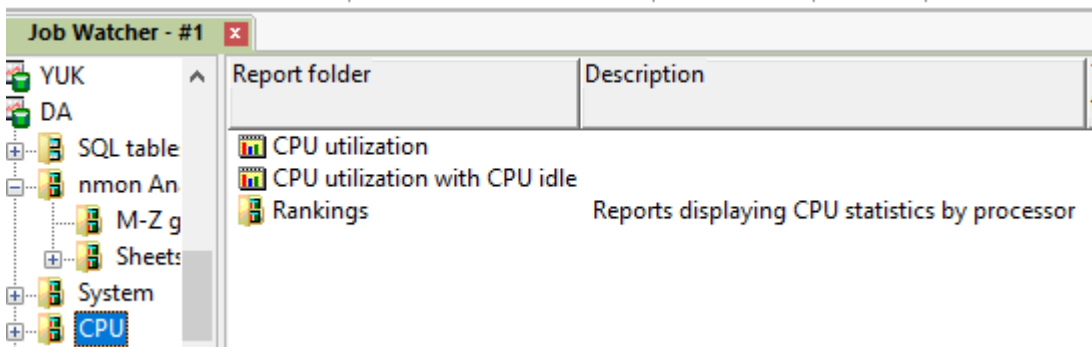 Job Watcher - #1
YUK
DA
SQL table
nmon An
M-Z g
Sheets
System
CPU
Report folder Description
CPU utilization
CPU utilization with CPU idle
Rankings Reports displaying CPU statistics by processor